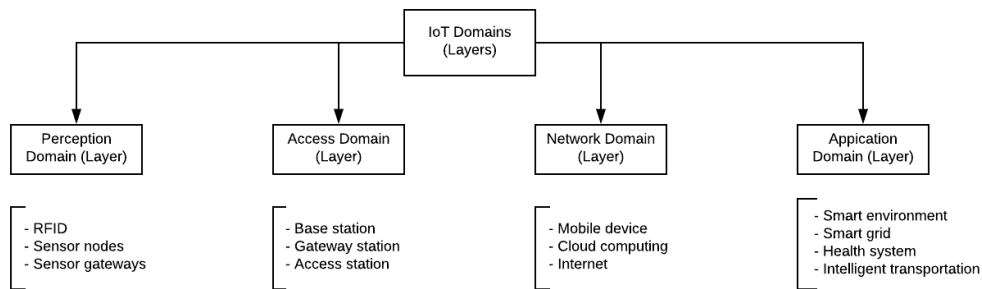 IoT Domains
(Layers)
Perception
Domain (Layer)
Access Domain
(Layer)
Network Domain
(Layer)
Appication
Domain (Layer)
- RFID
- Sensor nodes
- Sensor gateways
- Base station
- Gateway station
- Access station
- Mobile device
- Cloud computing
- Internet
- Smart environment
- Smart grid
- Health system
- Intelligent transportation